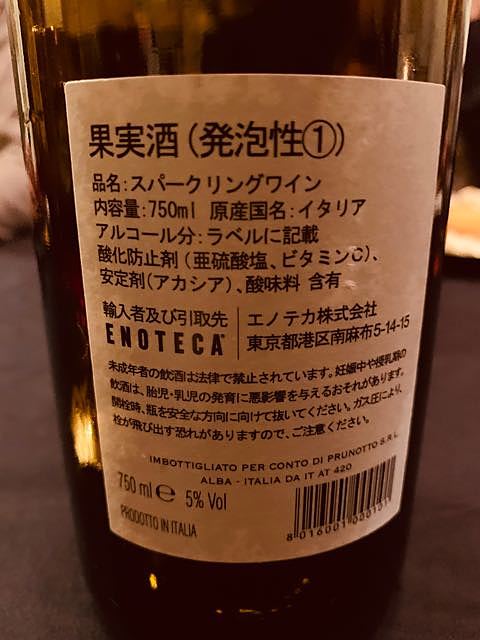 果実酒(発泡性①)
品名:スパークリングワイン
内容量:750ml 原産国名:イタリア
アルコール分:ラベルに記載
酸化防止剤(亜硫酸塩、ビタミンC)、
安定剤(アカシア)、酸味料 含有
輸入者及び引取先
ENOTECA
エノテカ株式会社
東京都港区南麻布5-14-15
未成年者の飲酒は法律で禁止されています。妊娠中や授乳期の
飲酒は、胎児・乳児の発育に悪影響を与えるおそれがあります。
開栓時、瓶を安全な方向に向けて抜いてください。ガス圧により、
栓が飛び出す恐れがありますので、ご注意ください。
IMBOTTIGLIATO PER CONTO DI PRUNOTTO S.R.L.
ALBA - ITALIA DA IT AT 420
750 ml ℮ 5% Vol
PRODOTTO IN ITALIA
8 016001 000101